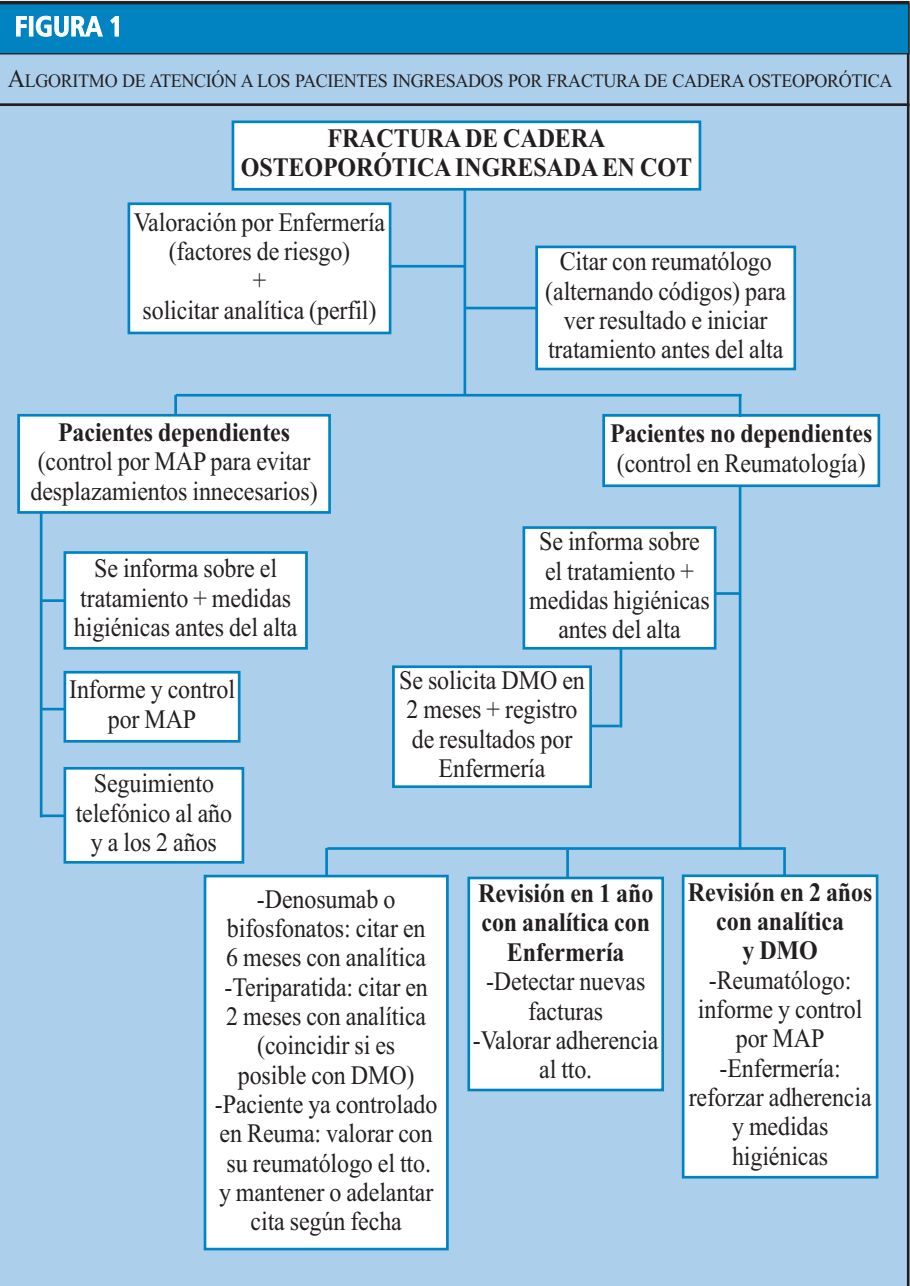 FIGURA 1
ALGORITMO DE ATENCIÓN A LOS PACIENTES INGRESADOS POR FRACTURA DE CADERA OSTEOPORÓTICA
FRACTURA DE CADERA
OSTEOPORÓTICA INGRESADA EN COT
Valoración por Enfermería
(factores de riesgo)
+
solicitar analítica (perfil)
Citar con reumatólogo
(alternando códigos) para
ver resultado e iniciar
tratamiento antes del alta
Pacientes dependientes
(control por MAP para evitar
desplazamientos innecesarios)
Se informa sobre el
tratamiento + medidas
higiénicas antes del alta
Informe y control
por MAP
Seguimiento
telefónico al año
y a los 2 años
Pacientes no dependientes
(control en Reumatología)
Se informa sobre
el tratamiento +
medidas higiénicas
antes del alta
Se solicita DMO en
2 meses + registro
de resultados por
Enfermería
-Denosumab o
bifosfonatos: citar en
6 meses con analítica
-Teriparatida: citar en
2 meses con analítica
(coincidir si es
posible con DMO)
-Paciente ya controlado
en Reuma: valorar con
su reumatólogo el tto.
y mantener o adelantar
cita según fecha
Revisión en 1 año
con analítica con
Enfermería
-Detectar nuevas
facturas
-Valorar adherencia
al tto.
Revisión en 2 años
con analítica
y DMO
-Reumatólogo:
informe y control
por MAP
-Enfermería:
reforzar adherencia
y medidas
higiénicas